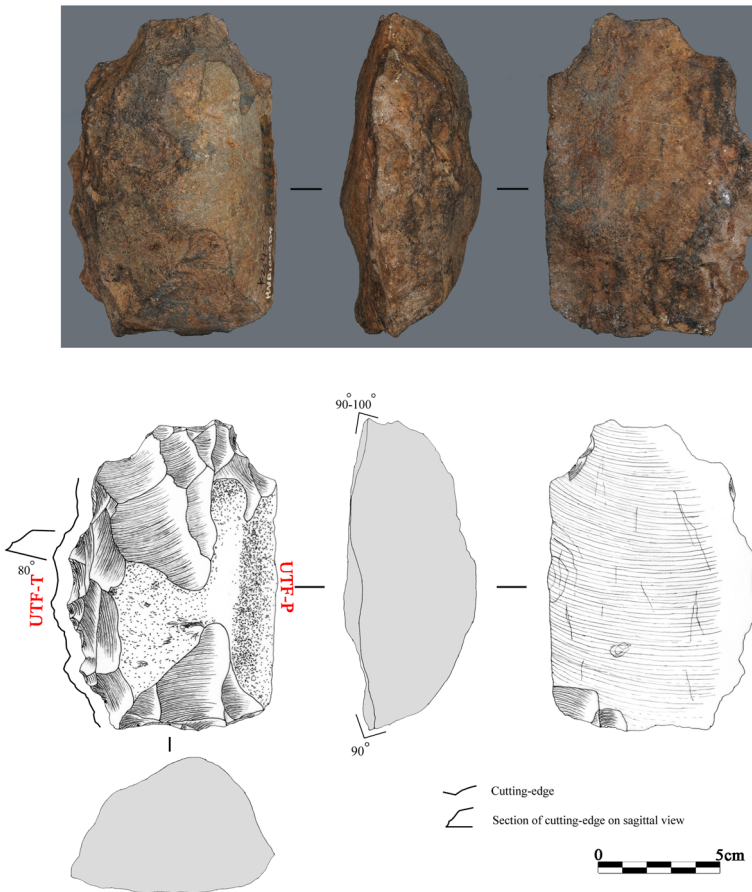 90°-100°
80°
UTF-T
UTF-P
90°
Cutting-edge
Section of cutting-edge on sagittal view
0 5cm